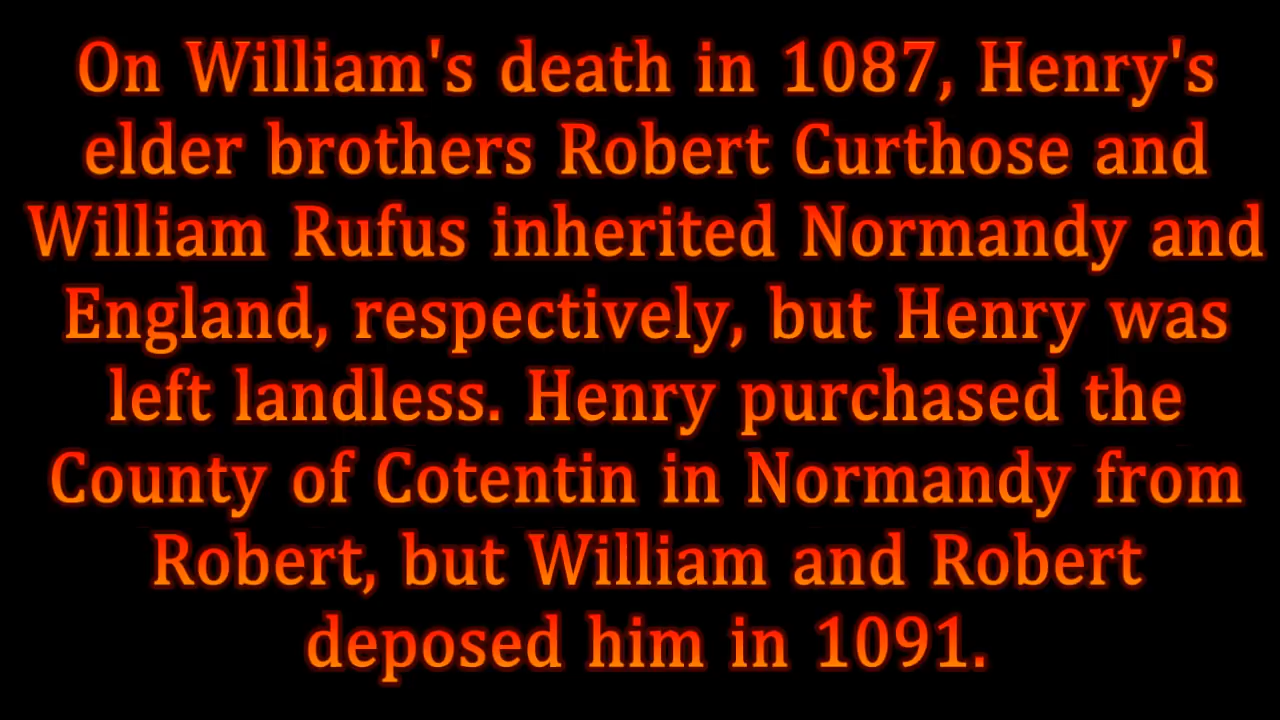 On William's death in 1087, Henry's
elder brothers Robert Curthose and
William Rufus inherited Normandy and
England, respectively, but Henry was
left landless. Henry purchased the
County of Cotentin in Normandy from
Robert, but William and Robert
deposed him in 1091.